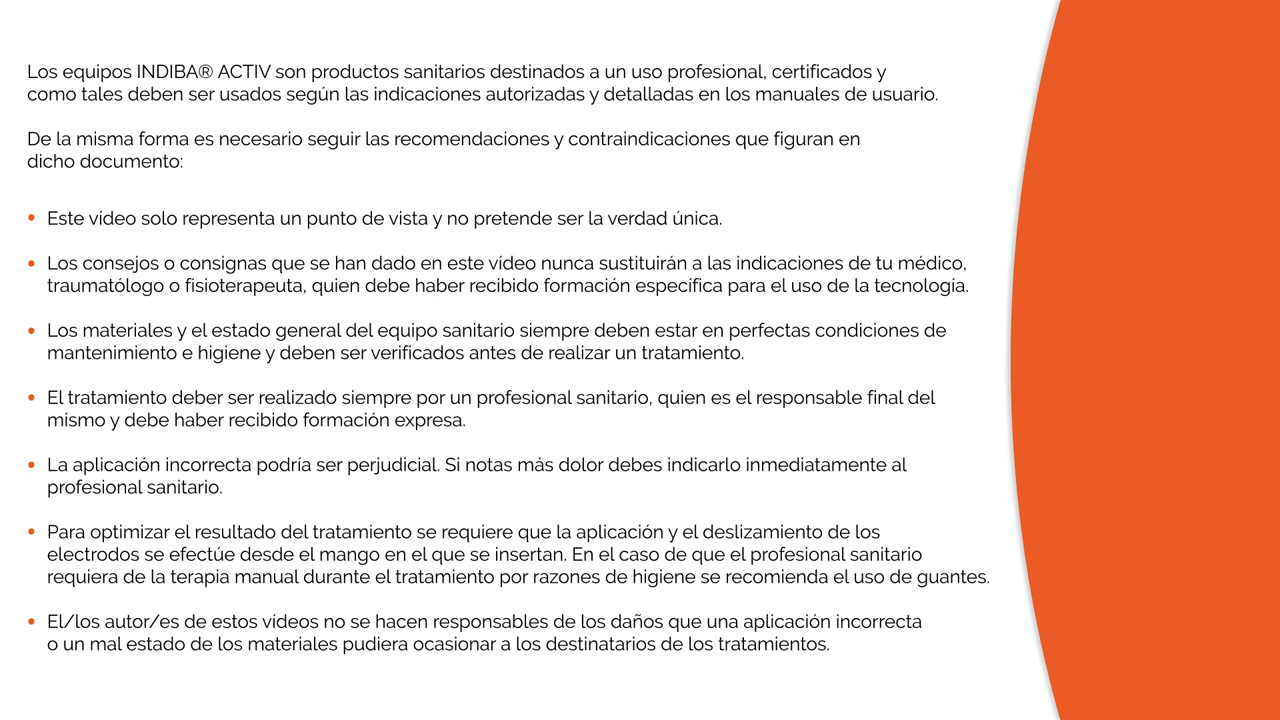 Los equipos INDIBA® ACTIV son productos sanitarios destinados a un uso profesional, certificados y
como tales deben ser usados según las indicaciones autorizadas y detalladas en los manuales de usuario.
De la misma forma es necesario seguir las recomendaciones y contraindicaciones que figuran en
dicho documento:
• Este vídeo solo representa un punto de vista y no pretende ser la verdad única.
• Los consejos o consignas que se han dado en este vídeo nunca sustituirán a las indicaciones de tu médico,
traumatólogo o fisioterapeuta, quien debe haber recibido formación específica para el uso de la tecnología.
• Los materiales y el estado general del equipo sanitario siempre deben estar en perfectas condiciones de
mantenimiento e higiene y deben ser verificados antes de realizar un tratamiento.
• El tratamiento deber ser realizado siempre por un profesional sanitario, quien es el responsable final del
mismo y debe haber recibido formación expresa.
• La aplicación incorrecta podría ser perjudicial. Si notas más dolor debes indicarlo inmediatamente al
profesional sanitario.
• Para optimizar el resultado del tratamiento se requiere que la aplicación y el deslizamiento de los
electrodos se efectúe desde el mango en el que se insertan. En el caso de que el profesional sanitario
requiera de la terapia manual durante el tratamiento por razones de higiene se recomienda el uso de guantes.
• El/los autor/es de estos vídeos no se hacen responsables de los daños que una aplicación incorrecta
o un mal estado de los materiales pudiera ocasionar a los destinatarios de los tratamientos.